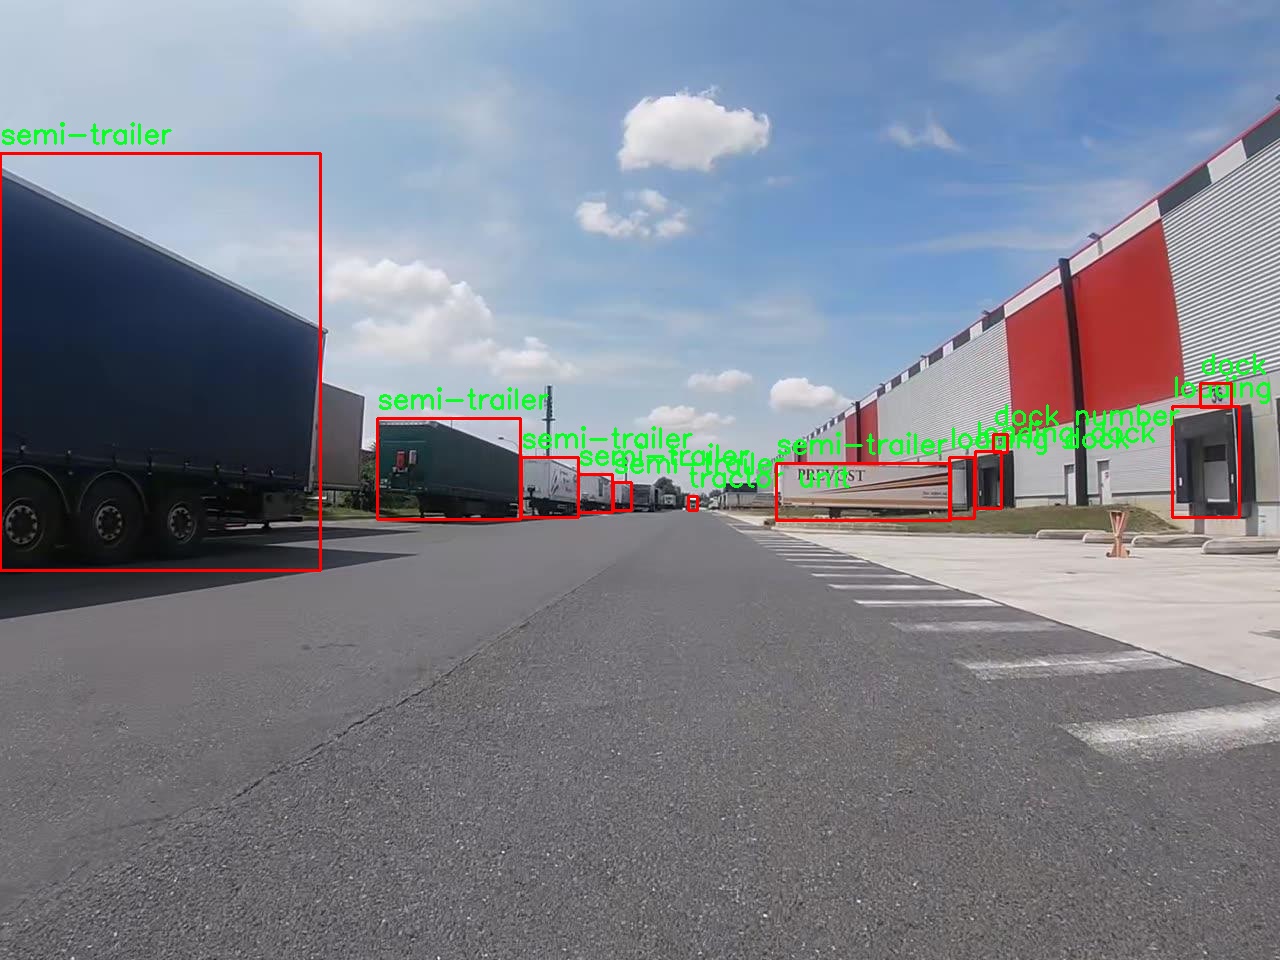 semi-trailer
dock
loading
36
semi-trailer
dock number
semi-trailer
semi-trailer
loading dock
loading dock
semi-trailer
semi-trailer
tractor unit
PREVOST